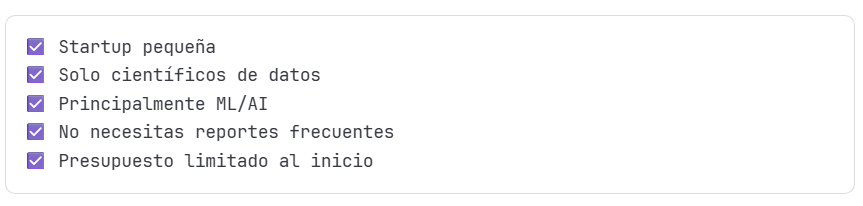 Startup pequeña
Solo científicos de datos
Principalmente ML/AI
No necesitas reportes frecuentes
Presupuesto limitado al inicio